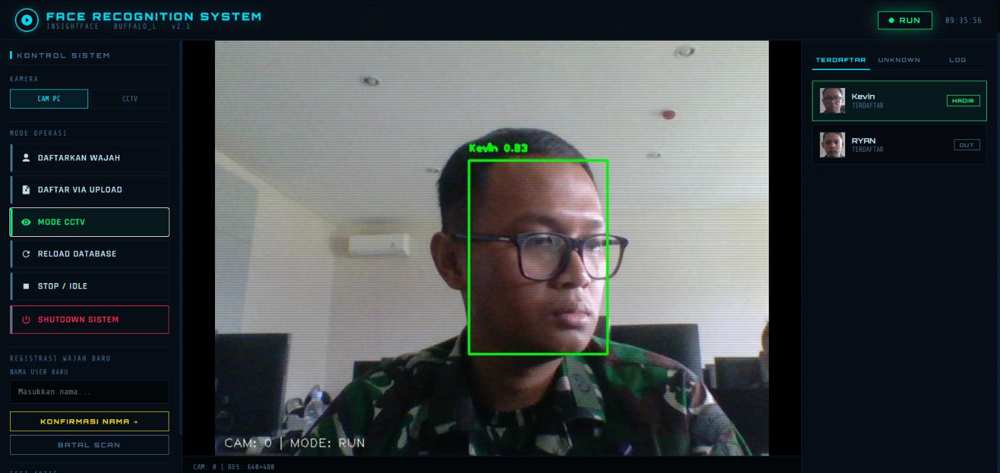 FACE RECOGNITION SYSTEM
INSIGHTFACE · BUFFALO_L · v2.1
RUN
09:35:56
KONTROL SISTEM
KAMERA
CAM PC
CCTV
MODE OPERASI
DAFTARKAN WAJAH
DAFTAR VIA UPLOAD
MODE CCTV
RELOAD DATABASE
STOP / IDLE
SHUTDOWN SISTEM
REGISTRASI WAJAH BARU
NAMA USER BARU
Masukkan nama...
KONFIRMASI NAMA →
BATAL SCAN
Kevin 0.83
CAM: 0 | MODE: RUN
CAM: 0 | RES: 640×480
TERDAFTAR
UNKNOWN
LOG
Kevin
TERDAFTAR
HADIR
RYAN
TERDAFTAR
OUT